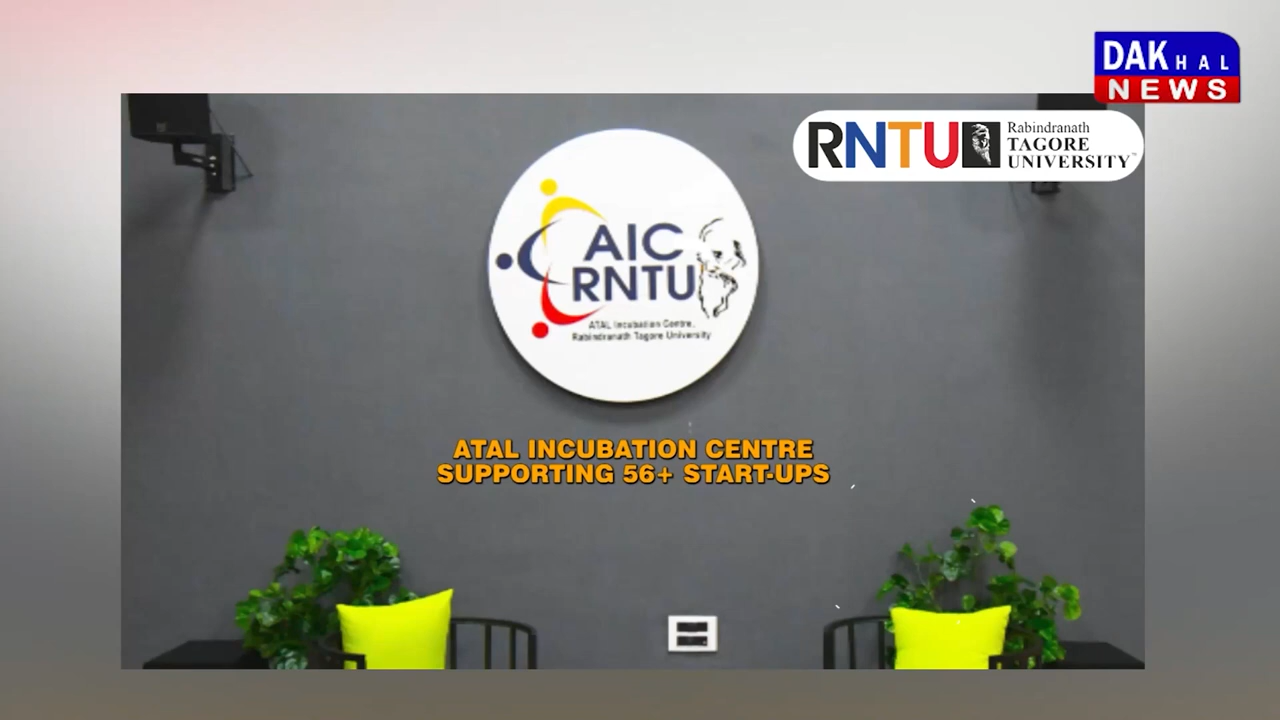 DAKHAL
NEWS
RNTU
Rabindranath
TAGORE
UNIVERSITY™
AIC
RNTU
ATAL Incubation Centre,
Rabindranath Tagore University
ATAL INCUBATION CENTRE
SUPPORTING 56+ START-UPS